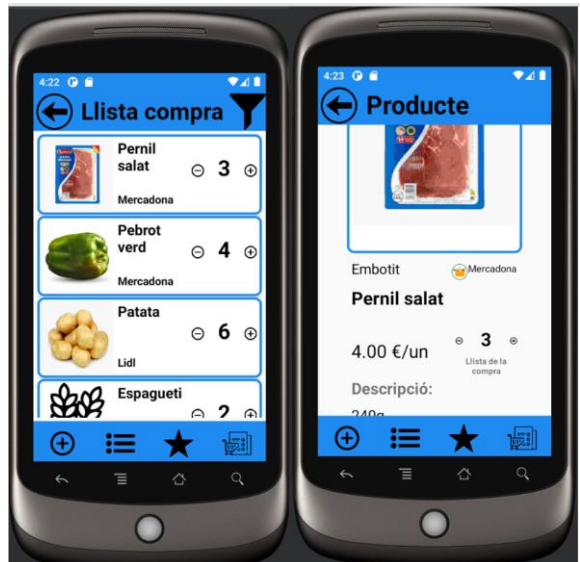 4:22
Llista compra
Pernil
salat
3
Mercadona
Pebrot
verd
4
Mercadona
Patata
6
Lidl
Espagueti
2
4:23
Producte
Embotit
Mercadona
Pernil salat
4.00 €/un
3
Llista de la
compra
Descripció:
240g